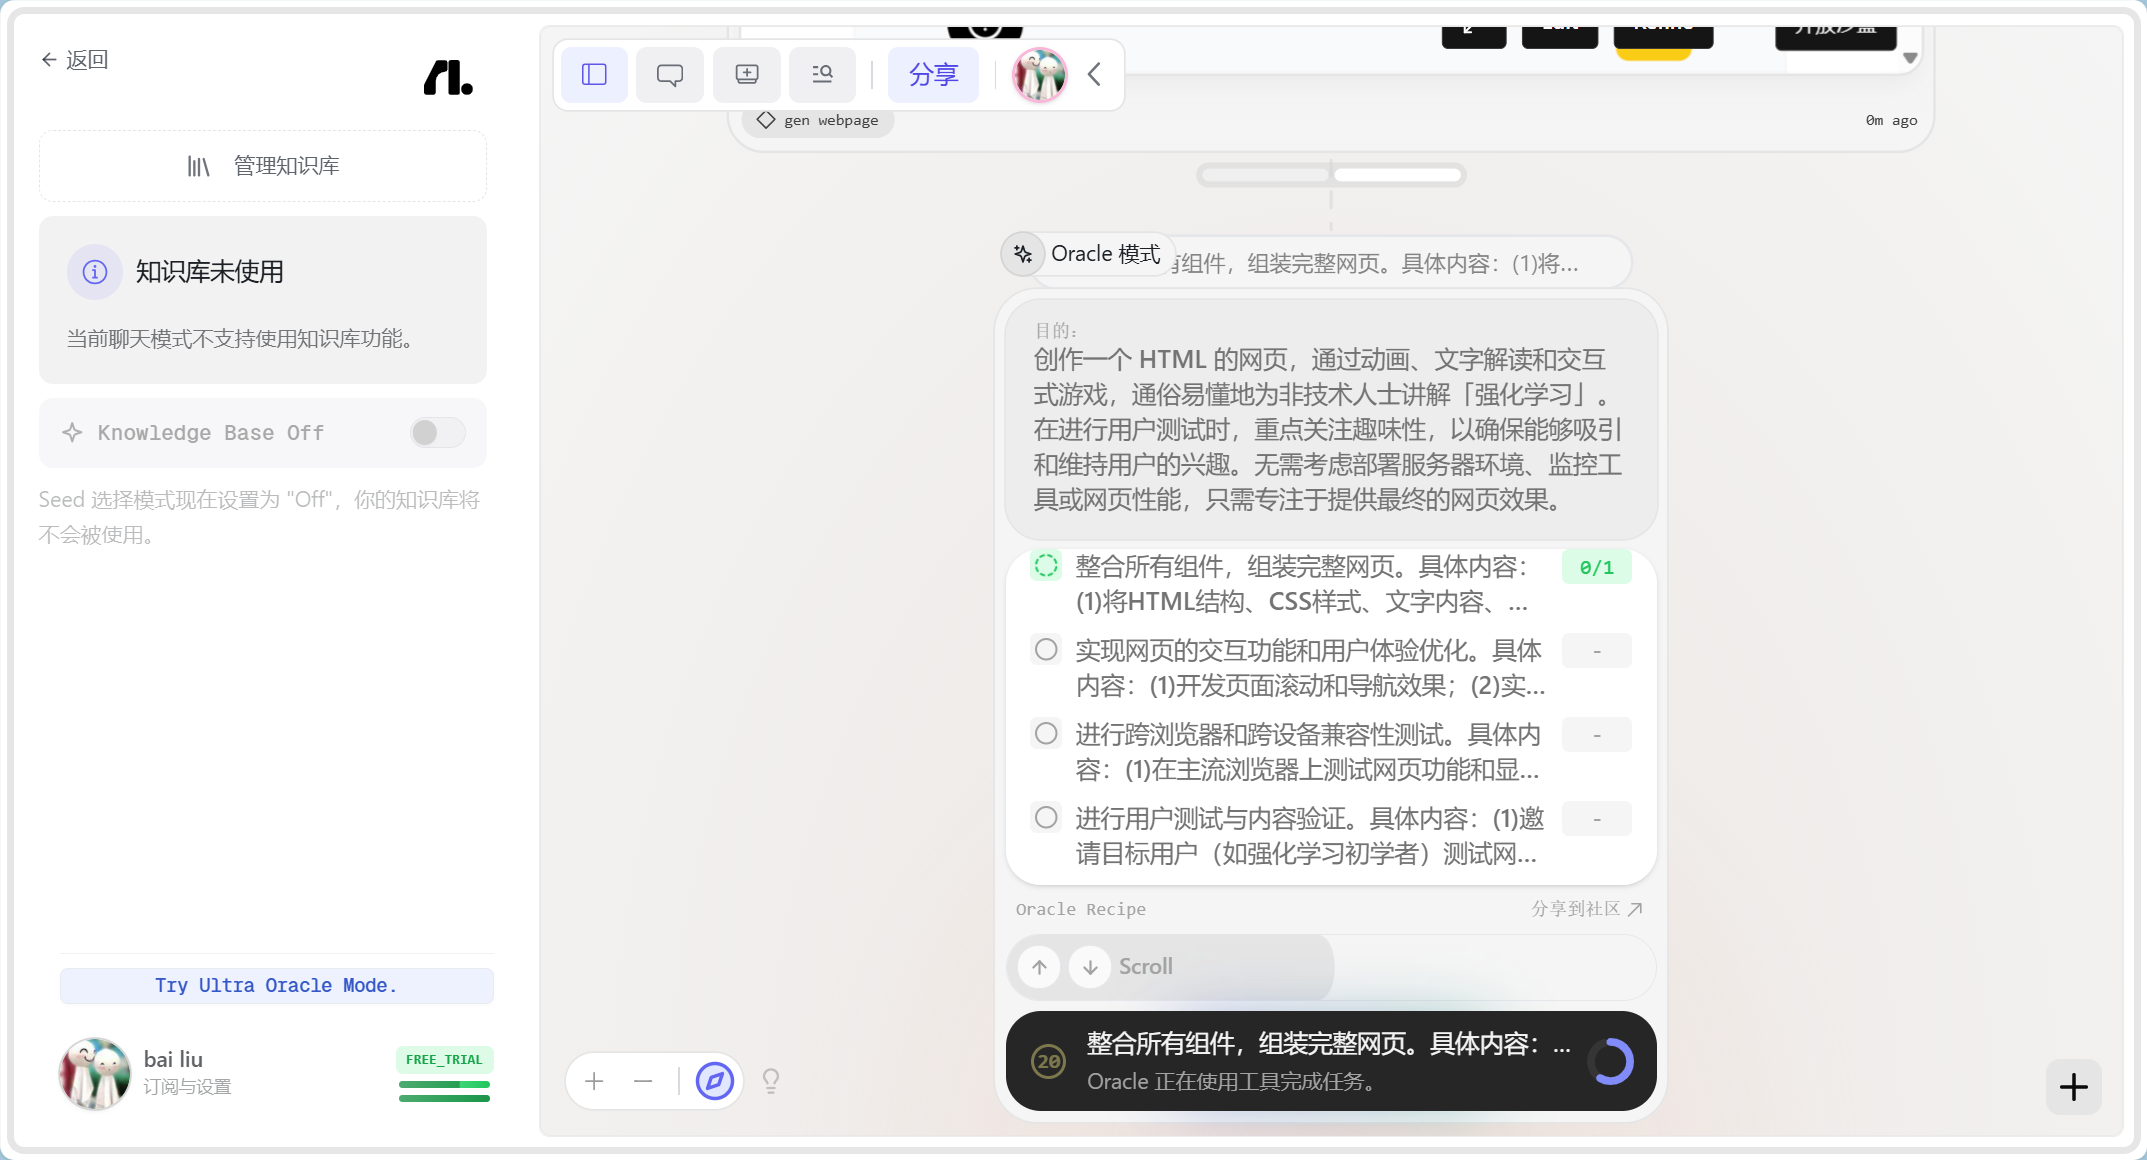 返回
管理知识库
知识库未使用
当前聊天模式不支持使用知识库功能。
Knowledge Base Off
Seed 选择模式现在设置为 "Off"，你的知识库将
不会被使用。
Try Ultra Oracle Mode.
bai liu
订阅与设置
FREE_TRIAL
分享
gen webpage
0m ago
Oracle 模式
组件，组装完整网页。具体内容：(1)将...
目的：
创作一个 HTML 的网页，通过动画、文字解读和交互
式游戏，通俗易懂地为非技术人士讲解「强化学习」。
在进行用户测试时，重点关注趣味性，以确保能够吸引
和维持用户的兴趣。无需考虑部署服务器环境、监控工
具或网页性能，只需专注于提供最终的网页效果。
整合所有组件，组装完整网页。具体内容：
(1)将HTML结构、CSS样式、文字内容、...
0/1
实现网页的交互功能和用户体验优化。具体
内容：(1)开发页面滚动和导航效果；(2)实...
-
进行跨浏览器和跨设备兼容性测试。具体内
容：(1)在主流浏览器上测试网页功能和显...
-
进行用户测试与内容验证。具体内容：(1)邀
请目标用户（如强化学习初学者）测试网...
-
Oracle Recipe
分享到社区
Scroll
20
整合所有组件，组装完整网页。具体内容：...
Oracle 正在使用工具完成任务。